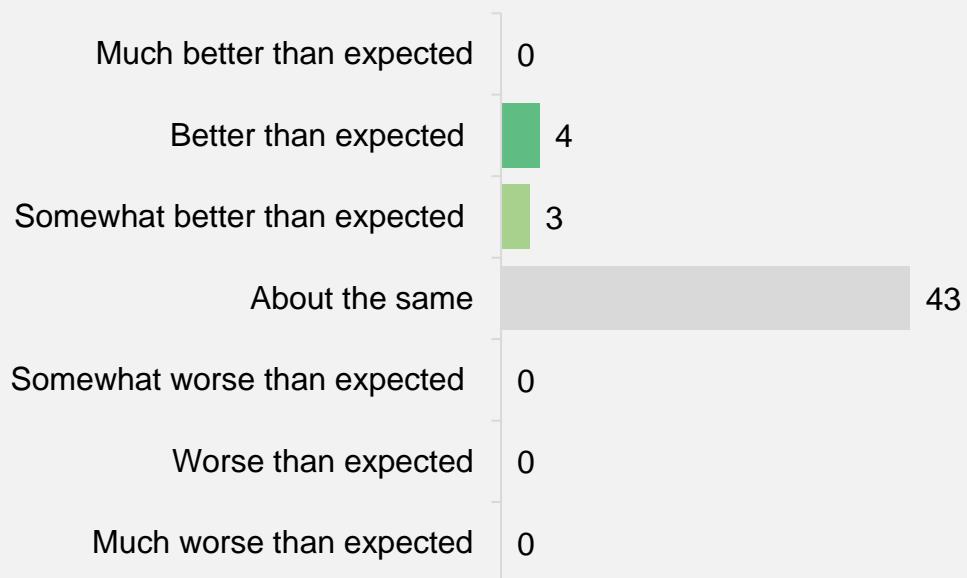 Much better than expected 0
Better than expected 4
Somewhat better than expected 3
About the same 43
Somewhat worse than expected 0
Worse than expected 0
Much worse than expected 0